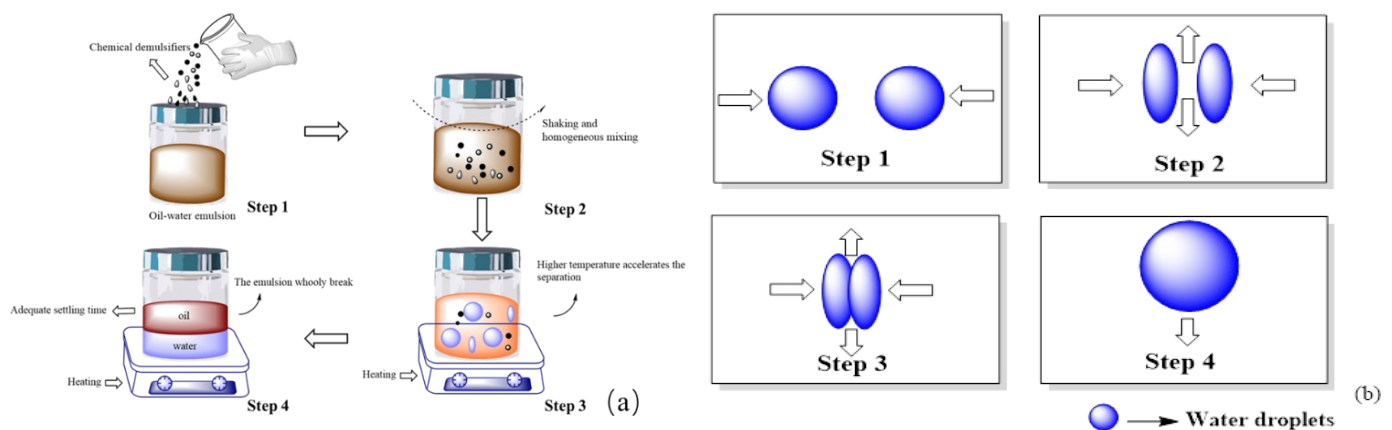 Chemical demulsifiers
Oil-water emulsion
Step 1
Shaking and
homogeneous mixing
Step 2
Higher temperature accelerates the
separation
Heating
Step 3
The emulsion whooly break
Adequate settling time
oil
water
Heating
Step 4
(a)
Step 1
Step 2
Step 3
Step 4
Water droplets
(b)